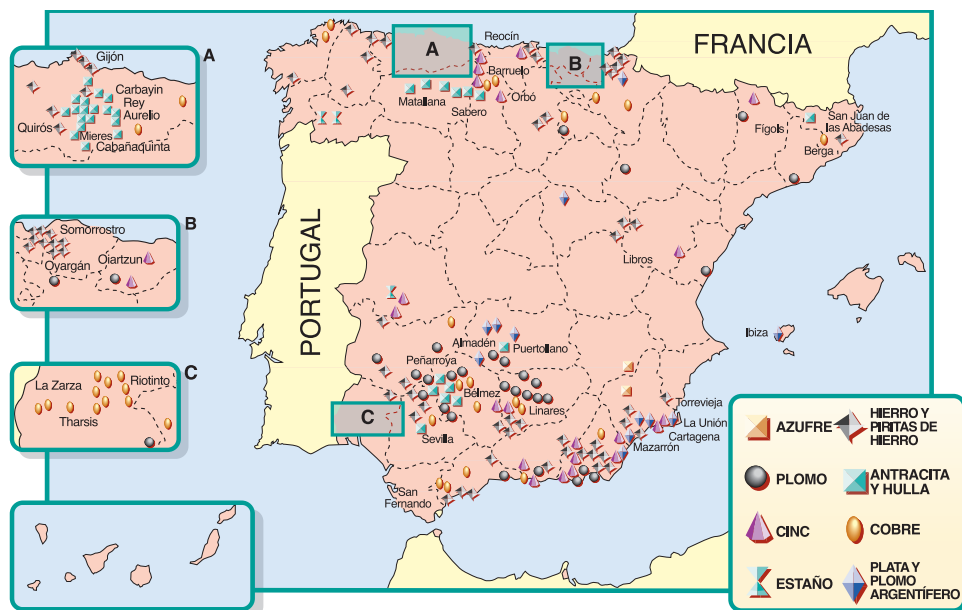 A
Gijón
Carbayin
Rey
Aurelio
Quirós
Mieres
Cabañaquinta
B
Somorrostro
Oyargán
Oiartzun
C
La Zarza
Riotinto
Tharsis
FRANCIA
PORTUGAL
A
B
C
Reocín
Barruelo
Orbó
Matallana
Sabero
Fígols
San Juan de
las Abadesas
Berga
Libros
Ibiza
Almadén
Puertollano
Peñarroya
Bélmez
Linares
Sevilla
San
Fernando
Torrevieja
La Unión
Cartagena
Mazarrón
AZUFRE
HIERRO Y
PIRITAS DE
HIERRO
PLOMO
ANTRACITA
Y HULLA
CINC
COBRE
ESTAÑO
PLATA Y
PLOMO
ARGENTÍFERO